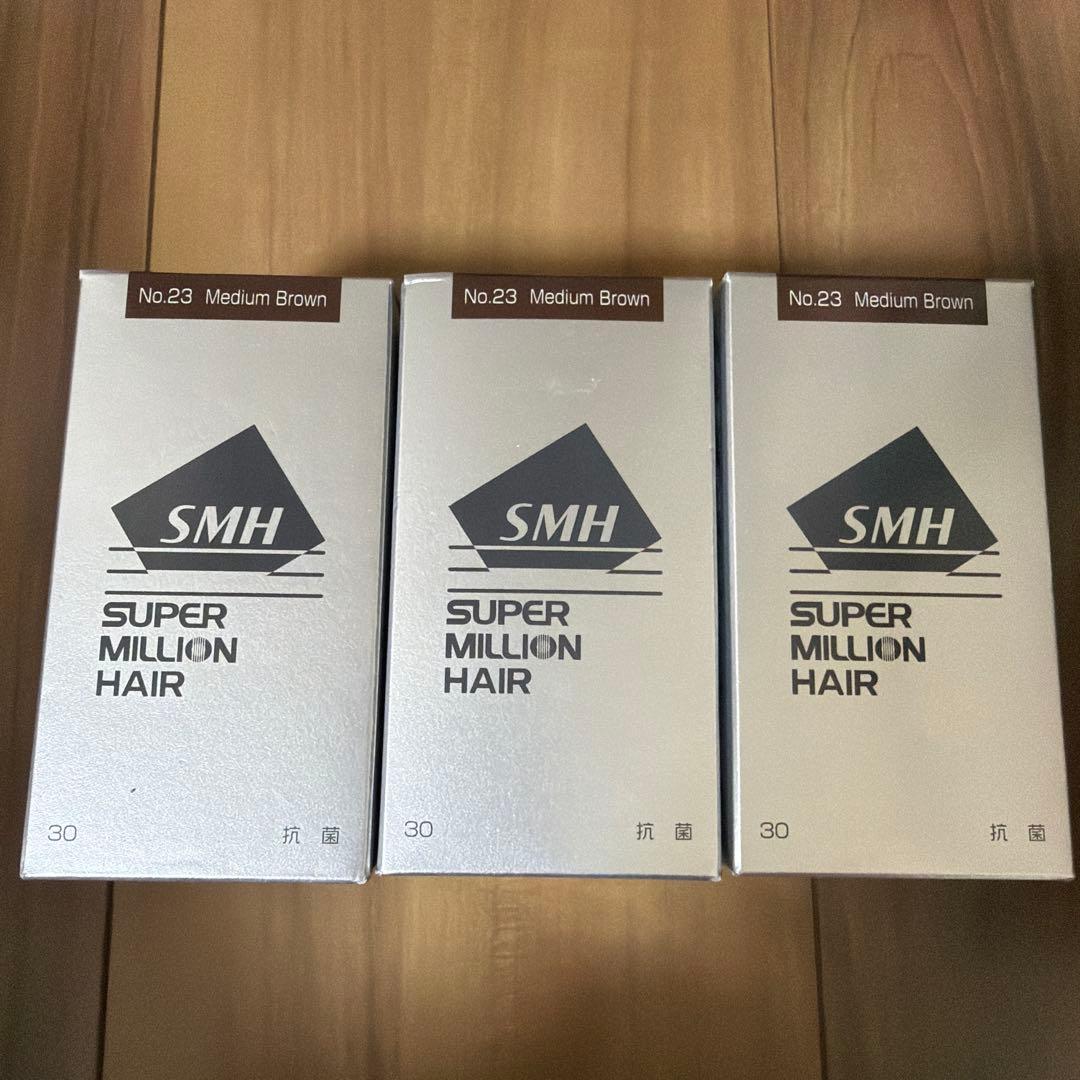 No.23 Medium Brown
SMH
SUPER
MILLION
HAIR
30 抗菌
No.23 Medium Brown
SMH
SUPER
MILLION
HAIR
30 抗菌
No.23 Medium Brown
SMH
SUPER
MILLION
HAIR
30 抗菌